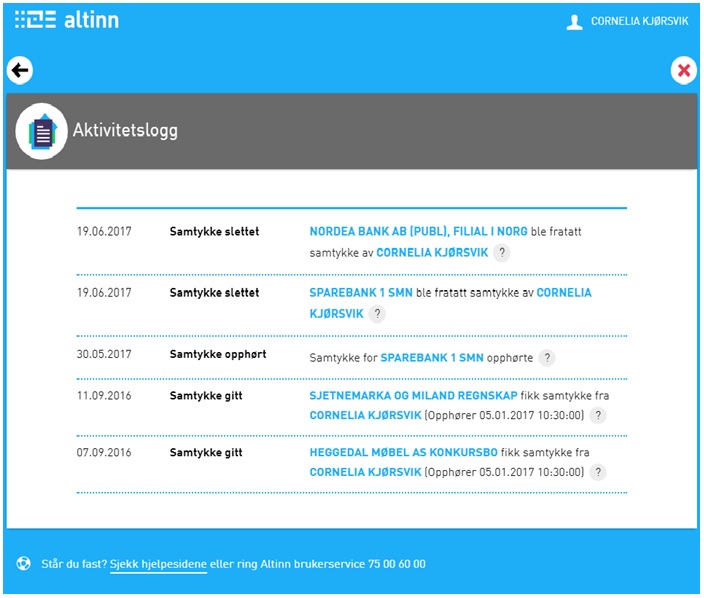 altinn
CORNELIA KJØRSVIK
Aktivitetslogg
19.06.2017 Samtykke slettet NORDEA BANK AB (PUBL), FILIAL I NORG ble fratatt
samtykke av CORNELIA KJØRSVIK ?
19.06.2017 Samtykke slettet SPAREBANK 1 SMN ble fratatt samtykke av CORNELIA
KJØRSVIK ?
30.05.2017 Samtykke opphørt Samtykke for SPAREBANK 1 SMN opphørte ?
11.09.2016 Samtykke gitt SJETNEMARKA OG MILAND REGNSKAP fikk samtykke fra
CORNELIA KJØRSVIK (Opphører 05.01.2017 10:30:00) ?
07.09.2016 Samtykke gitt HEGGEDAL MØBEL AS KONKURSBO fikk samtykke fra
CORNELIA KJØRSVIK (Opphører 05.01.2017 10:30:00) ?
Står du fast? Sjekk hjelpesidene eller ring Altinn brukerservice 75 00 60 00